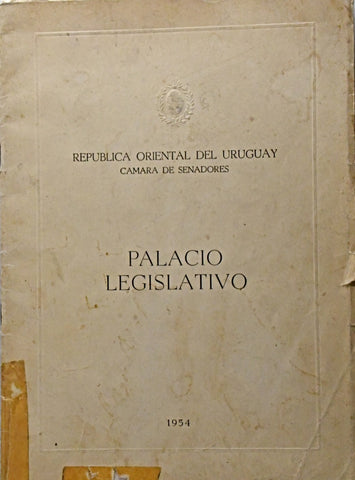 REPUBLICA ORIENTAL DEL URUGUAY
CAMARA DE SENADORES
PALACIO
LEGISLATIVO
1954